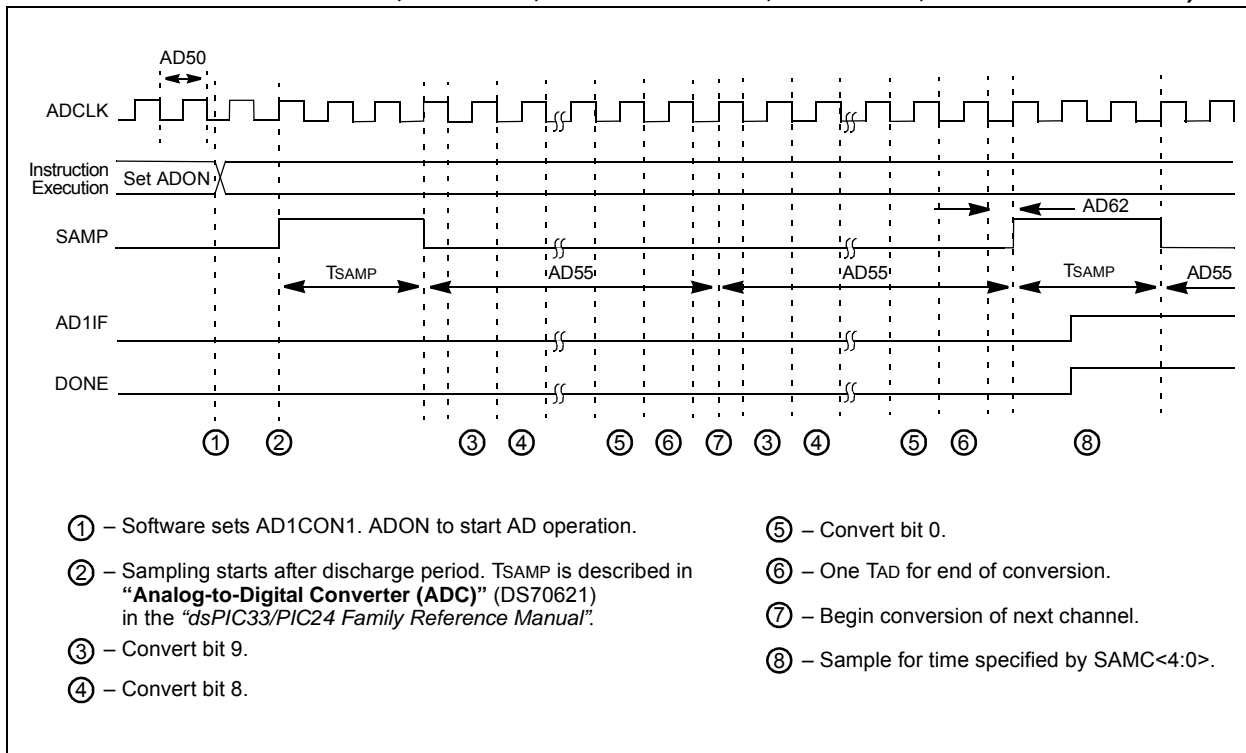 AD50
ADCLK
Instruction
Execution
Set ADON
AD62
SAMP
TSAMP
AD55
AD55
TSAMP
AD55
AD1IF
DONE
1 2 3 4 5 6 7 3 4 5 6 8
1 – Software sets AD1CON1. ADON to start AD operation.
2 – Sampling starts after discharge period. TSAMP is described in
“Analog-to-Digital Converter (ADC)” (DS70621)
in the “dsPIC33/PIC24 Family Reference Manual”.
3 – Convert bit 9.
4 – Convert bit 8.
5 – Convert bit 0.
6 – One TAD for end of conversion.
7 – Begin conversion of next channel.
8 – Sample for time specified by SAMC<4:0>.